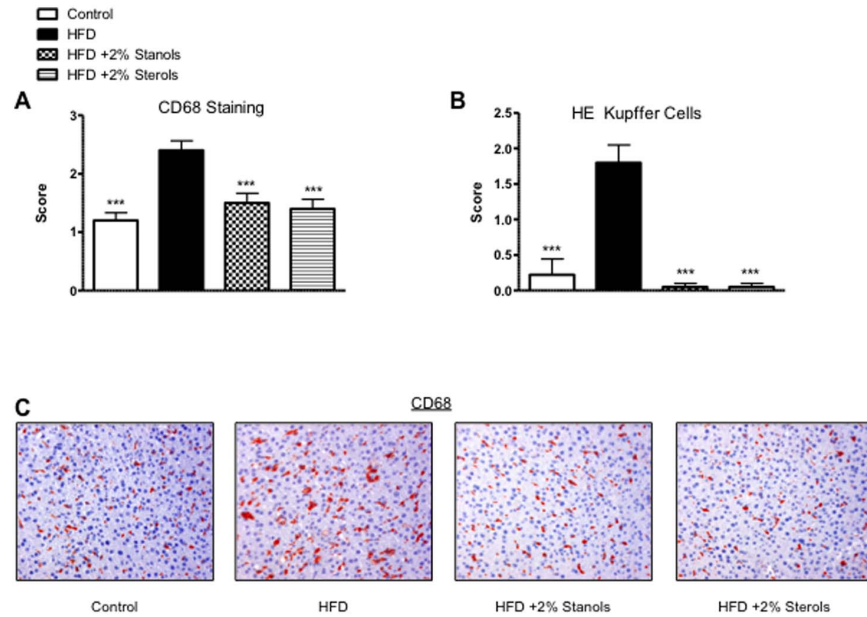 Control
HFD
HFD +2% Stanols
HFD +2% Sterols
A
CD68 Staining
3
2
1
0
Score
***
***
***
B
HE Kupffer Cells
2.5
2.0
1.5
1.0
0.5
0.0
Score
***
***
***
C
CD68
Control
HFD
HFD +2% Stanols
HFD +2% Sterols